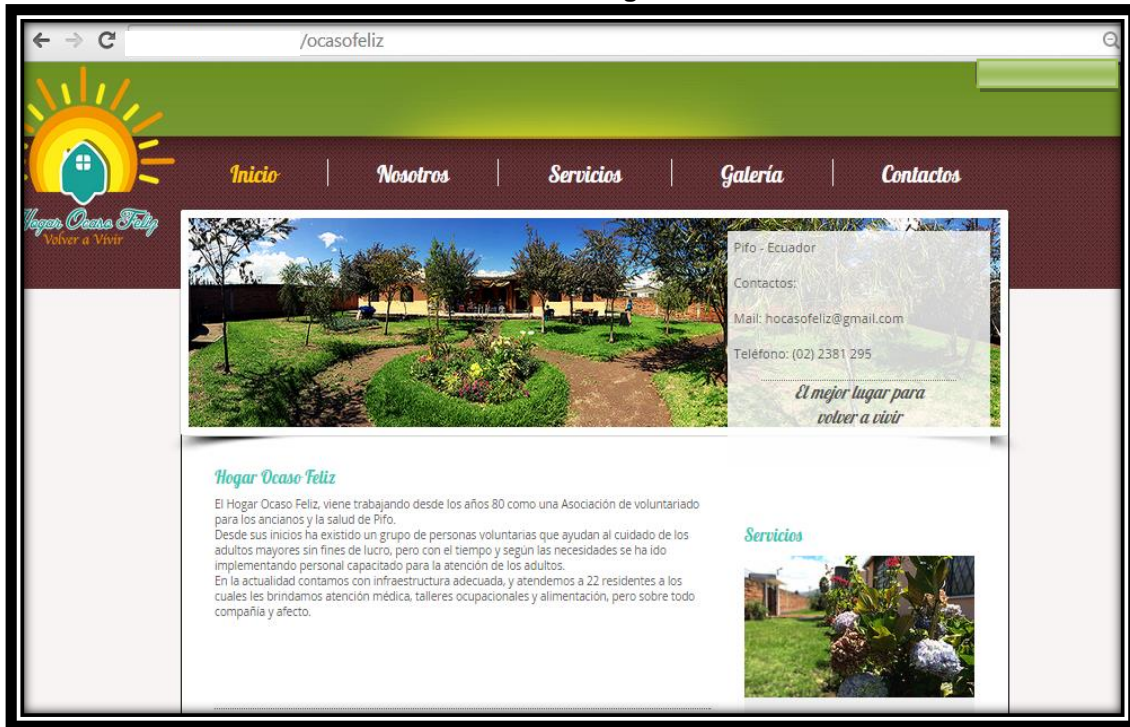 /ocasofeliz
Inicio
Nosotros
Servicios
Galería
Contactos
Hogar Ocaso Feliz
Volver a Vivir
Pifo - Ecuador
Contactos:
Mail: hocasofeliz@gmail.com
Teléfono: (02) 2381 295
El mejor lugar para
volver a vivir
Hogar Ocaso Feliz
El Hogar Ocaso Feliz, viene trabajando desde los años 80 como una Asociación de voluntariado
para los ancianos y la salud de Pifo.
Desde sus inicios ha existido un grupo de personas voluntarias que ayudan al cuidado de los
adultos mayores sin fines de lucro, pero con el tiempo y según las necesidades se ha ido
implementando personal capacitado para la atención de los adultos.
En la actualidad contamos con infraestructura adecuada, y atendemos a 22 residentes a los
cuales les brindamos atención médica, talleres ocupacionales y alimentación, pero sobre todo
compañía y afecto.
Servicios